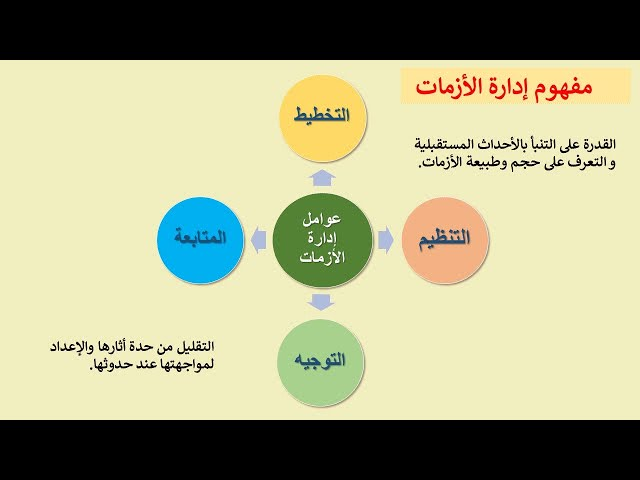 مفهوم إدارة الأزمات
القدرة على التنبأ بالأحداث المستقبلية
و التعرف على حجم وطبيعة الأزمات.
التخطيط
التنظيم
عوامل
إدارة
الأزمات
المتابعة
التوجيه
التقليل من حدة أثارها والإعداد
لمواجهتها عند حدوثها.